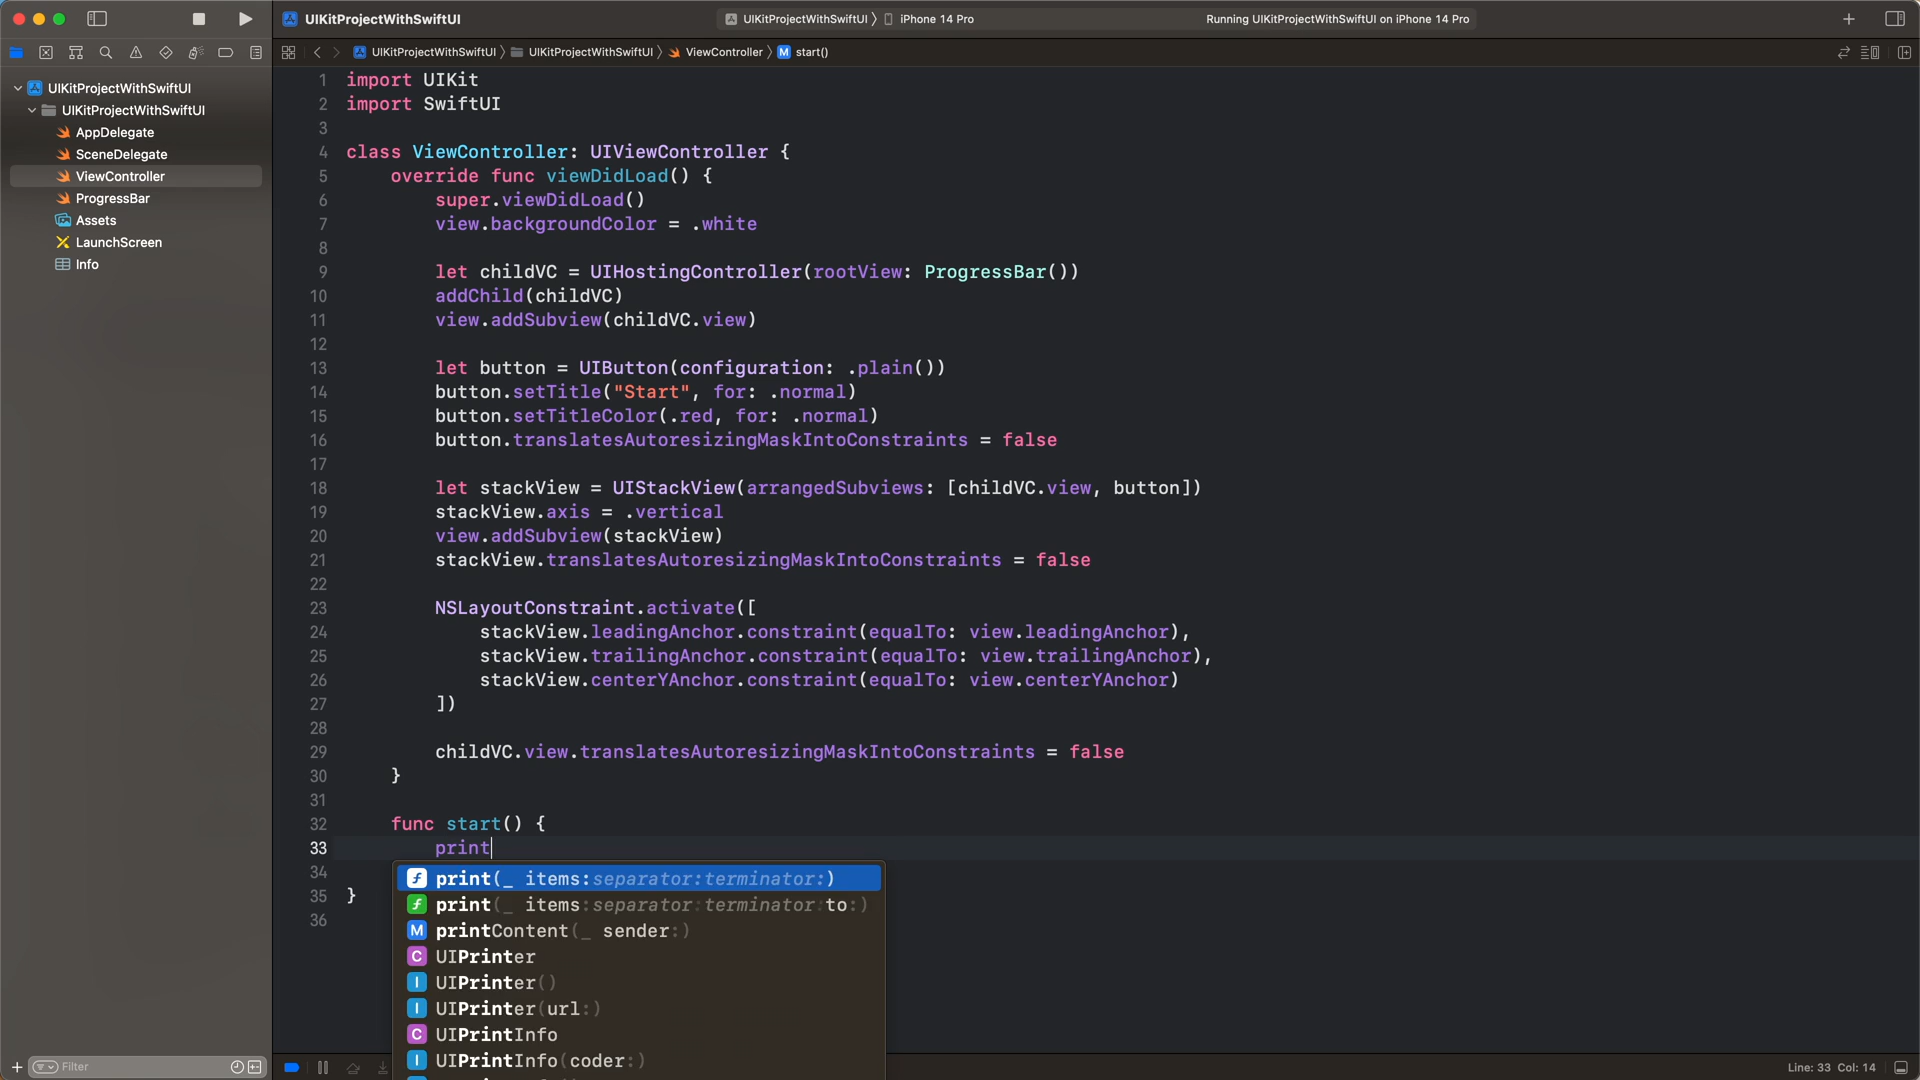 UIKitProjectWithSwiftUI
UIKitProjectWithSwiftUI
iPhone 14 Pro
Running UIKitProjectWithSwiftUI on iPhone 14 Pro
UIKitProjectWithSwiftUI
UIKitProjectWithSwiftUI
ViewController
M
start()
UIKitProjectWithSwiftUI
UIKitProjectWithSwiftUI
AppDelegate
SceneDelegate
ViewController
ProgressBar
Assets
LaunchScreen
Info
1 import UIKit
2 import SwiftUI
3
4 class ViewController: UIViewController {
5 override func viewDidLoad() {
6 super.viewDidLoad()
7 view.backgroundColor = .white
8
9 let childVC = UIHostingController(rootView: ProgressBar())
10 addChild(childVC)
11 view.addSubview(childVC.view)
12
13 let button = UIButton(configuration: .plain())
14 button.setTitle("Start", for: .normal)
15 button.setTitleColor(.red, for: .normal)
16 button.translatesAutoresizingMaskIntoConstraints = false
17
18 let stackView = UIStackView(arrangedSubviews: [childVC.view, button])
19 stackView.axis = .vertical
20 view.addSubview(stackView)
21 stackView.translatesAutoresizingMaskIntoConstraints = false
22
23 NSLayoutConstraint.activate([
24 stackView.leadingAnchor.constraint(equalTo: view.leadingAnchor),
25 stackView.trailingAnchor.constraint(equalTo: view.trailingAnchor),
26 stackView.centerYAnchor.constraint(equalTo: view.centerYAnchor)
27 ])
28
29 childVC.view.translatesAutoresizingMaskIntoConstraints = false
30 }
31
32 func start() {
33 print
34
35 }
36
f print(_ items:separator:terminator:)
f print(_ items:separator:terminator:to:)
M printContent(_ sender:)
C UIPrinter
I UIPrinter()
I UIPrinter(url:)
C UIPrintInfo
I UIPrintInfo(coder:)
Filter
Line: 33 Col: 14